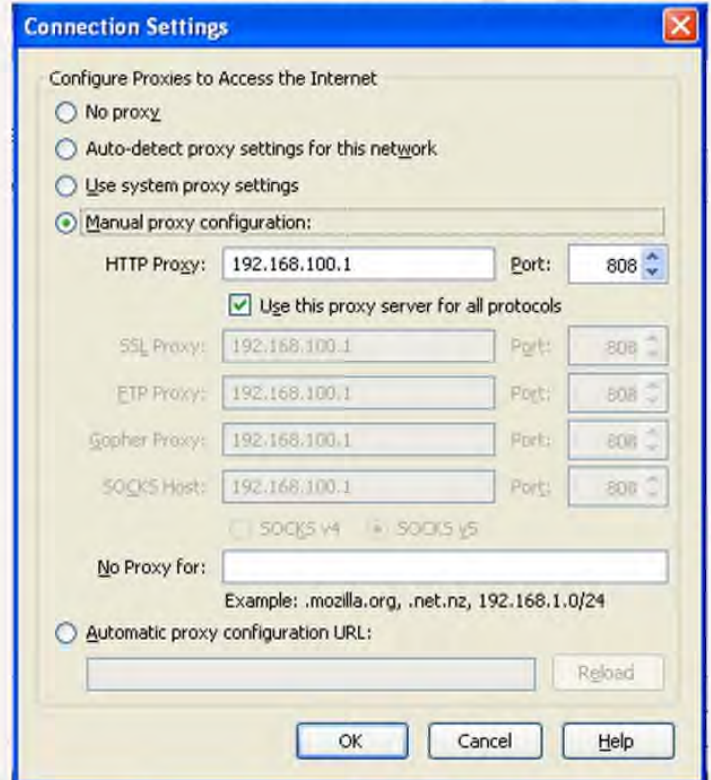 Connection Settings
Configure Proxies to Access the Internet
No proxy
Auto-detect proxy settings for this network
Use system proxy settings
Manual proxy configuration:
HTTP Proxy: 192.168.100.1 Port: 808
Use this proxy server for all protocols
SSL Proxy: 192.168.100.1 Port: 808
FTP Proxy: 192.168.100.1 Port: 808
Gopher Proxy: 192.168.100.1 Port: 808
SOCKS Host: 192.168.100.1 Port: 808
SOCKS v4 SOCKS v5
No Proxy for:
Example: .mozilla.org, .net.nz, 192.168.1.0/24
Automatic proxy configuration URL:
Reload
OK Cancel Help